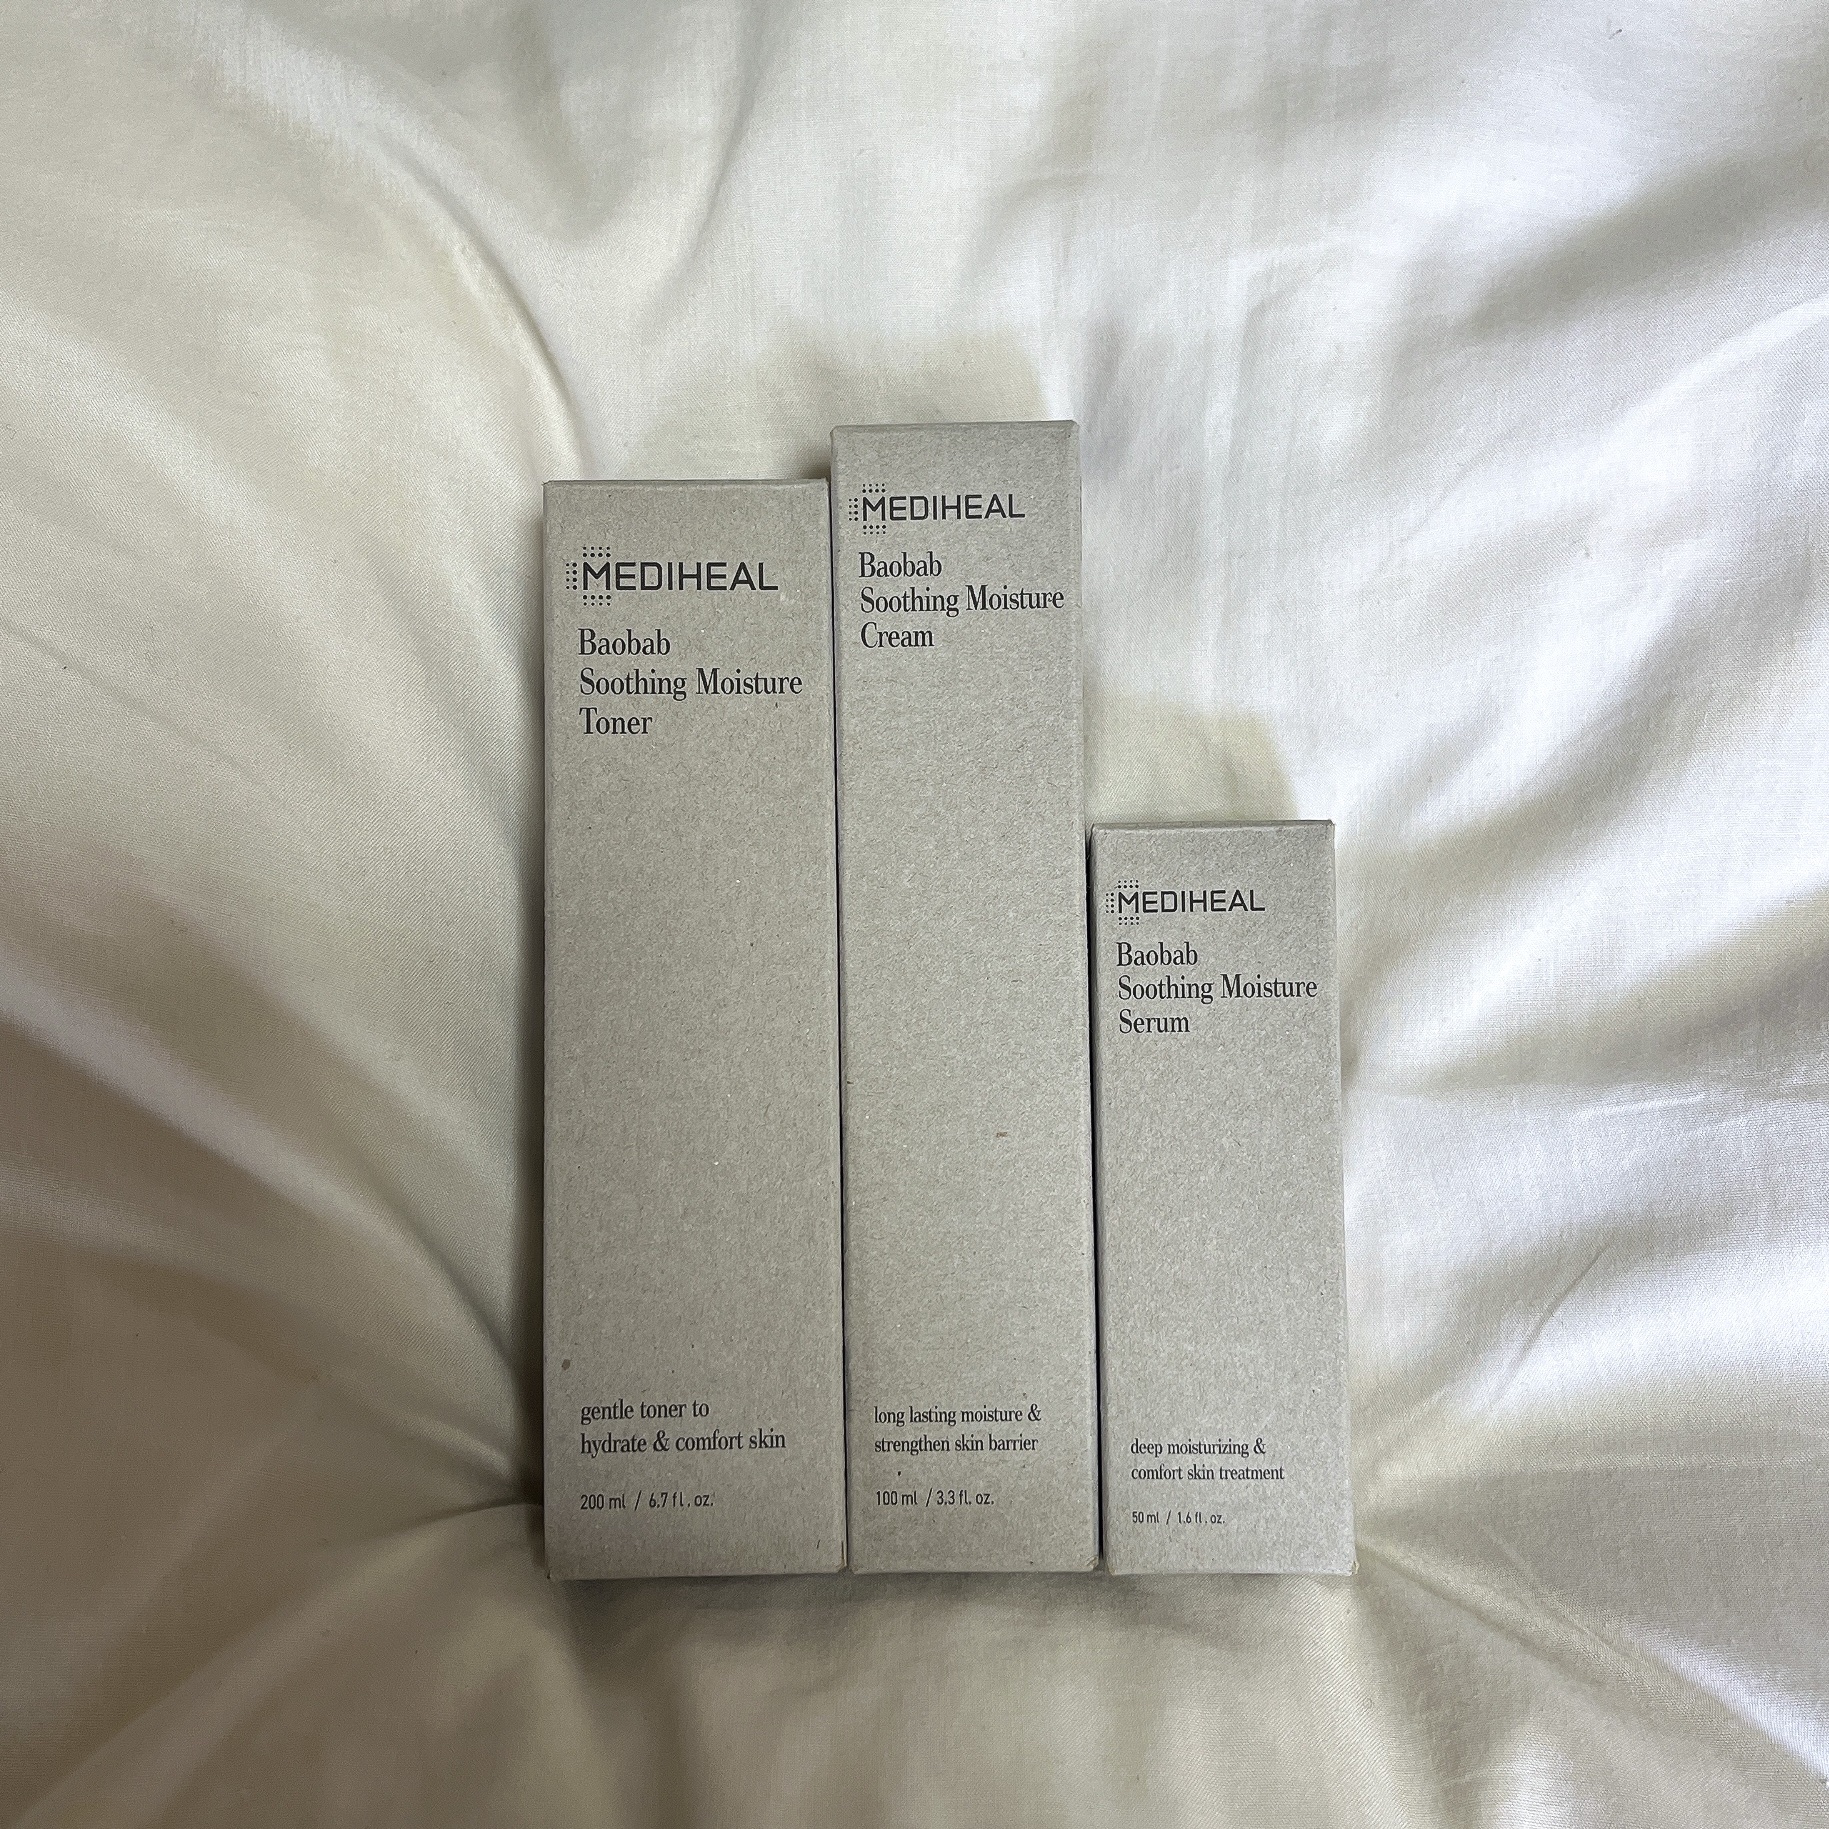 MEDIHEAL
Baobab
Soothing Moisture
Toner
gentle toner to
hydrate & comfort skin
200 ml / 6.7 fl. oz.
MEDIHEAL
Baobab
Soothing Moisture
Cream
long lasting moisture &
strengthen skin barrier
100 ml / 3.3 fl. oz.
MEDIHEAL
Baobab
Soothing Moisture
Serum
deep moisturizing &
comfort skin treatment
50 ml / 1.6 fl. oz.